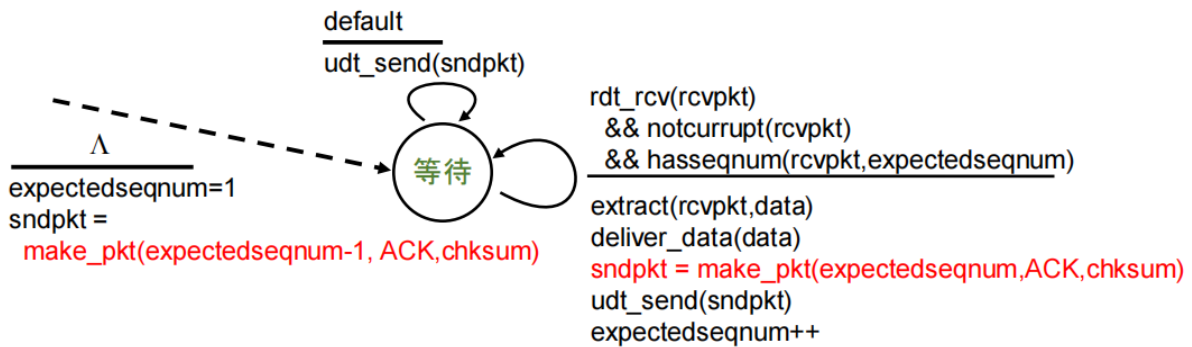 default
udt_send(sndpkt)
Λ
expectedseqnum=1
sndpkt =
make_pkt(expectedseqnum-1, ACK,chksum)
等待
rdt_rcv(rcvpkt)
&& notcurrupt(rcvpkt)
&& hasseqnum(rcvpkt,expectedseqnum)
extract(rcvpkt,data)
deliver_data(data)
sndpkt = make_pkt(expectedseqnum,ACK,chksum)
udt_send(sndpkt)
expectedseqnum++